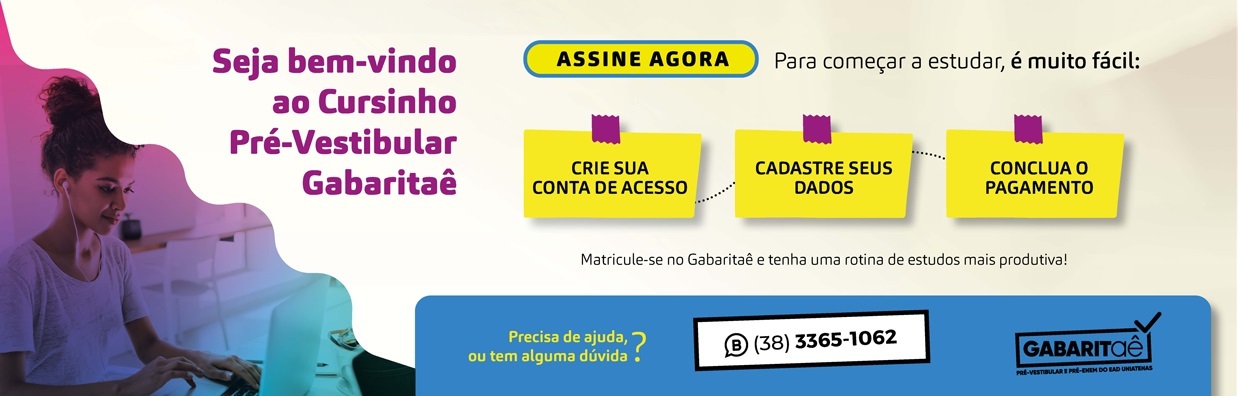 Seja bem-vindo
ao Cursinho
Pré-Vestibular
Gabaritaê
ASSINE AGORA
Para começar a estudar, é muito fácil:
CRIE SUA
CONTA DE ACESSO
CADASTRE SEUS
DADOS
CONCLUA O
PAGAMENTO
Matricule-se no Gabaritaê e tenha uma rotina de estudos mais produtiva!
Precisa de ajuda,
ou tem alguma dúvida?
B (38) 3365-1062
GABARITaê
PRÉ-VESTIBULAR E PRÉ-ENEM DO EAD UNIATENAS